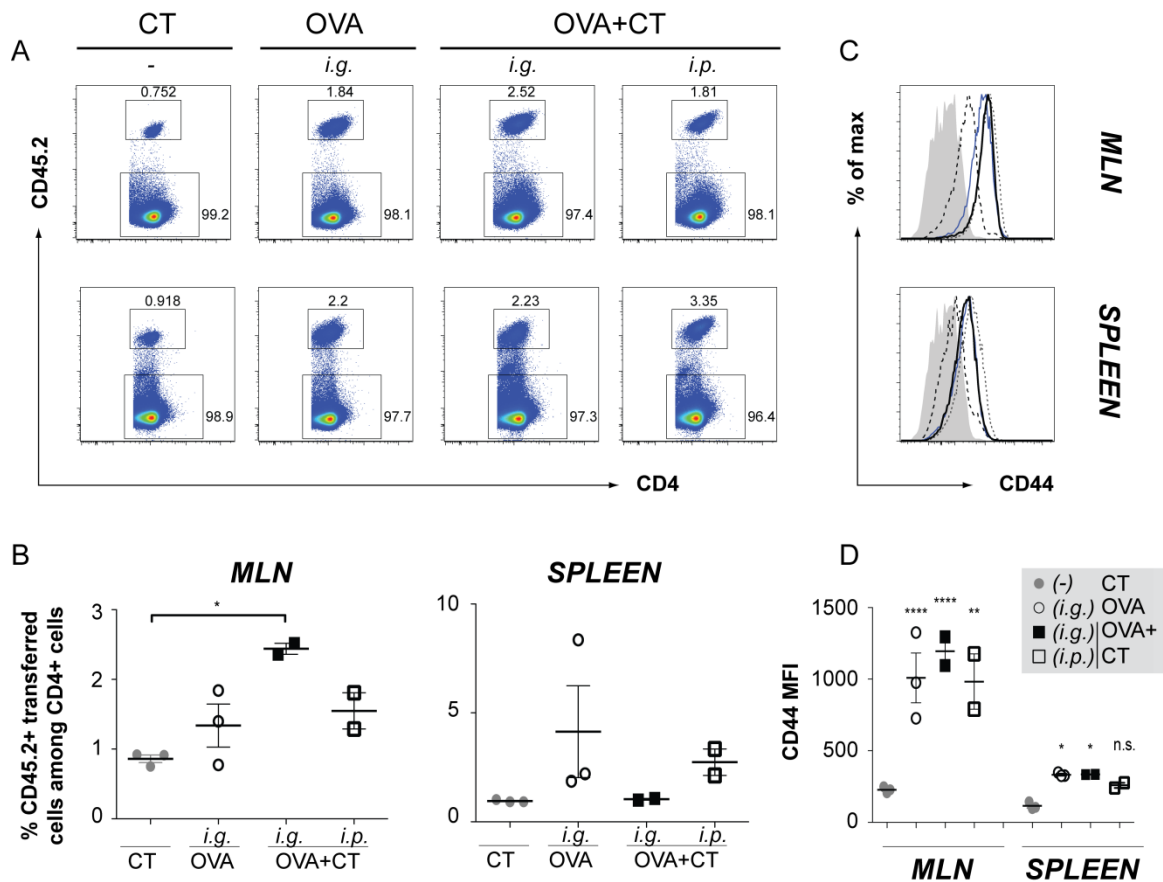 A
CT
OVA
OVA+CT
-
i.g.
i.g.
i.p.
0.752
1.84
2.52
1.81
99.2
98.1
97.4
98.1
0.918
2.2
2.23
3.35
98.9
97.7
97.3
96.4
CD45.2
CD4
C
% of max
MLN
SPLEEN
CD44
B
MLN
% CD45.2+ transferred
cells among CD4+ cells
3
2
1
0
*
i.g.
i.g.
i.p.
CT
OVA
OVA+CT
SPLEEN
10
5
0
i.g.
i.g.
i.p.
CT
OVA
OVA+CT
D
(-) CT
(i.g.) OVA
(i.g.) OVA+
(i.p.) CT
CD44 MFI
1500
1000
500
0
**** **** **
* * n.s.
MLN
SPLEEN